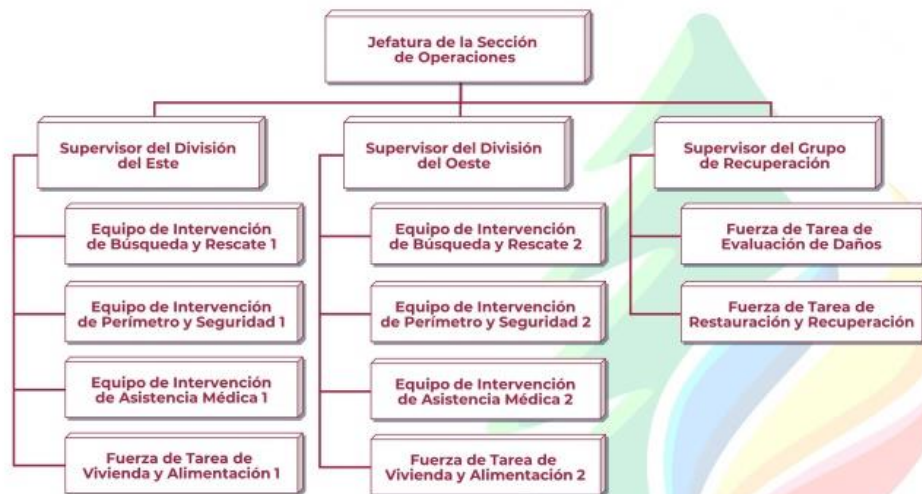 Jefatura de la Sección
de Operaciones
Supervisor del División
del Este
Equipo de Intervención
de Búsqueda y Rescate 1
Equipo de Intervención
de Perímetro y Seguridad 1
Equipo de Intervención
de Asistencia Médica 1
Fuerza de Tarea de
Vivienda y Alimentación 1
Supervisor del División
del Oeste
Equipo de Intervención
de Búsqueda y Rescate 2
Equipo de Intervención
de Perímetro y Seguridad 2
Equipo de Intervención
de Asistencia Médica 2
Fuerza de Tarea de
Vivienda y Alimentación 2
Supervisor del Grupo
de Recuperación
Fuerza de Tarea de
Evaluación de Daños
Fuerza de Tarea de
Restauración y Recuperación